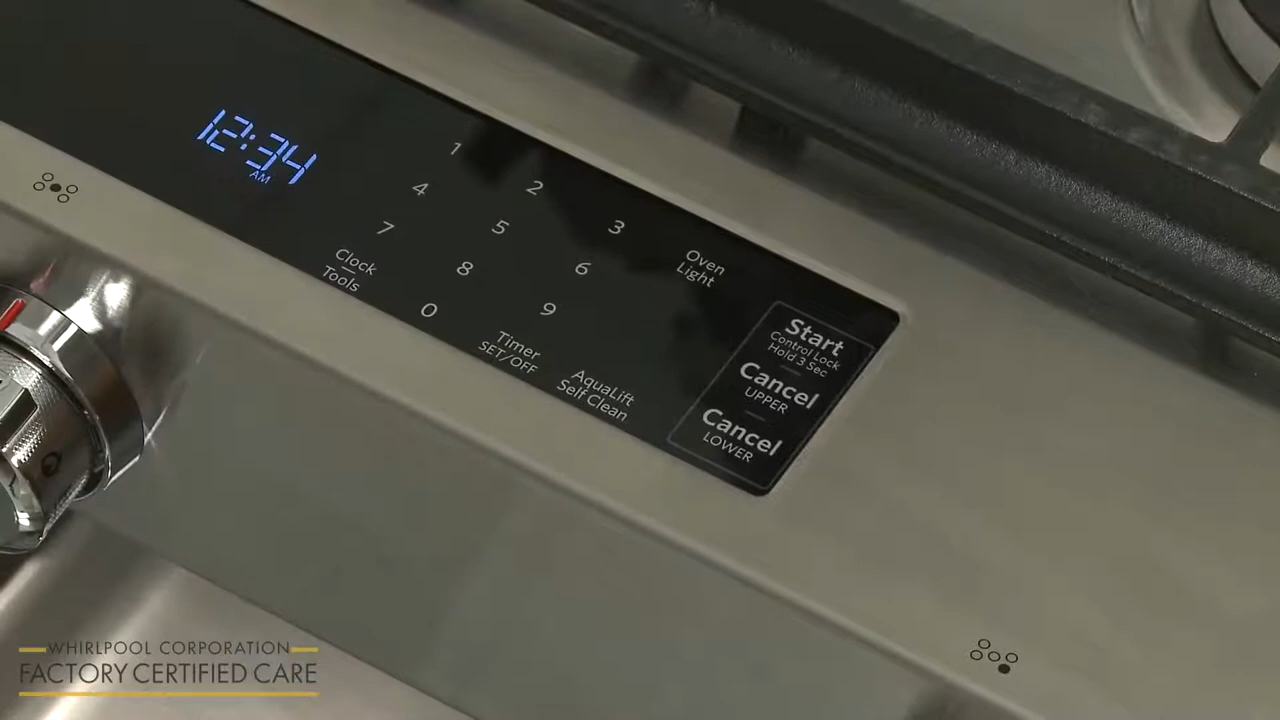 12:34
AM
1
2
3
4
5
6
7
8
9
0
Clock
Tools
Timer
SET/OFF
AquaLift
Self Clean
Oven
Light
Start
Control Lock
Hold 3 Sec
Cancel
UPPER
Cancel
LOWER
WHIRLPOOL CORPORATION
FACTORY CERTIFIED CARE